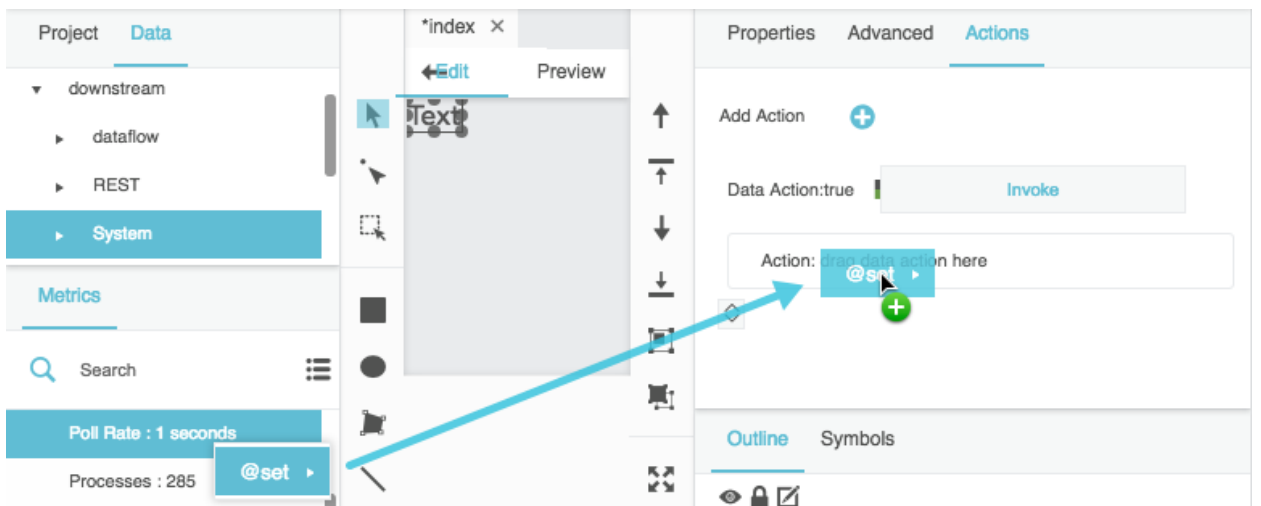 Project Data
downstream
dataflow
REST
System
Metrics
Search
Poll Rate : 1 seconds
Processes : 285
@set
*index ×
Edit Preview
Text
Properties Advanced Actions
Add Action
Data Action:true
Invoke
Action: drag data action here
@set
Outline Symbols